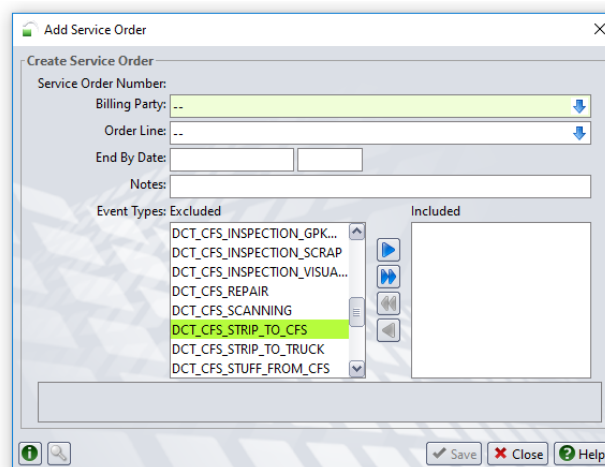 Add Service Order
Create Service Order
Service Order Number:
Billing Party: --
Order Line: --
End By Date:
Notes:
Event Types: Excluded Included
DCT_CFS_INSPECTION_GPK...
DCT_CFS_INSPECTION_SCRAP
DCT_CFS_INSPECTION_VISUA...
DCT_CFS_REPAIR
DCT_CFS_SCANNING
DCT_CFS_STRIP_TO_CFS
DCT_CFS_STRIP_TO_TRUCK
DCT_CFS_STUFF_FROM_CFS
Save Close Help